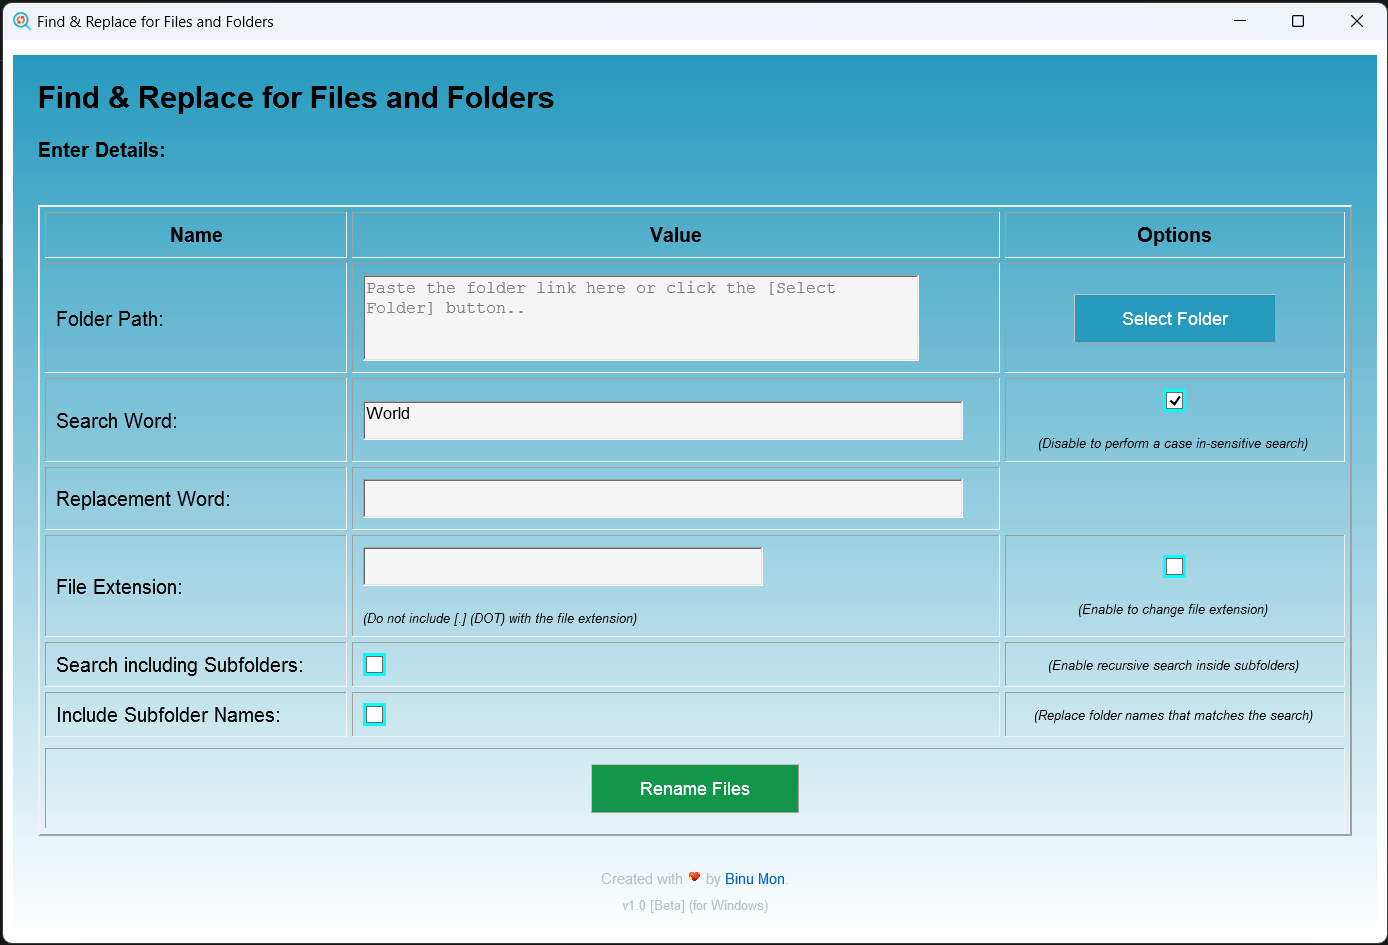 Find & Replace for Files and Folders
Find & Replace for Files and Folders
Enter Details:
Name Value Options
Folder Path:
Paste the folder link here or click the [Select
Folder] button..
Select Folder
Search Word:
World
(Disable to perform a case in-sensitive search)
Replacement Word:
File Extension:
(Do not include [.] (DOT) with the file extension)
(Enable to change file extension)
Search including Subfolders:
(Enable recursive search inside subfolders)
Include Subfolder Names:
(Replace folder names that matches the search)
Rename Files
Created with ❤ by Binu Mon.
v1.0 [Beta] (for Windows)